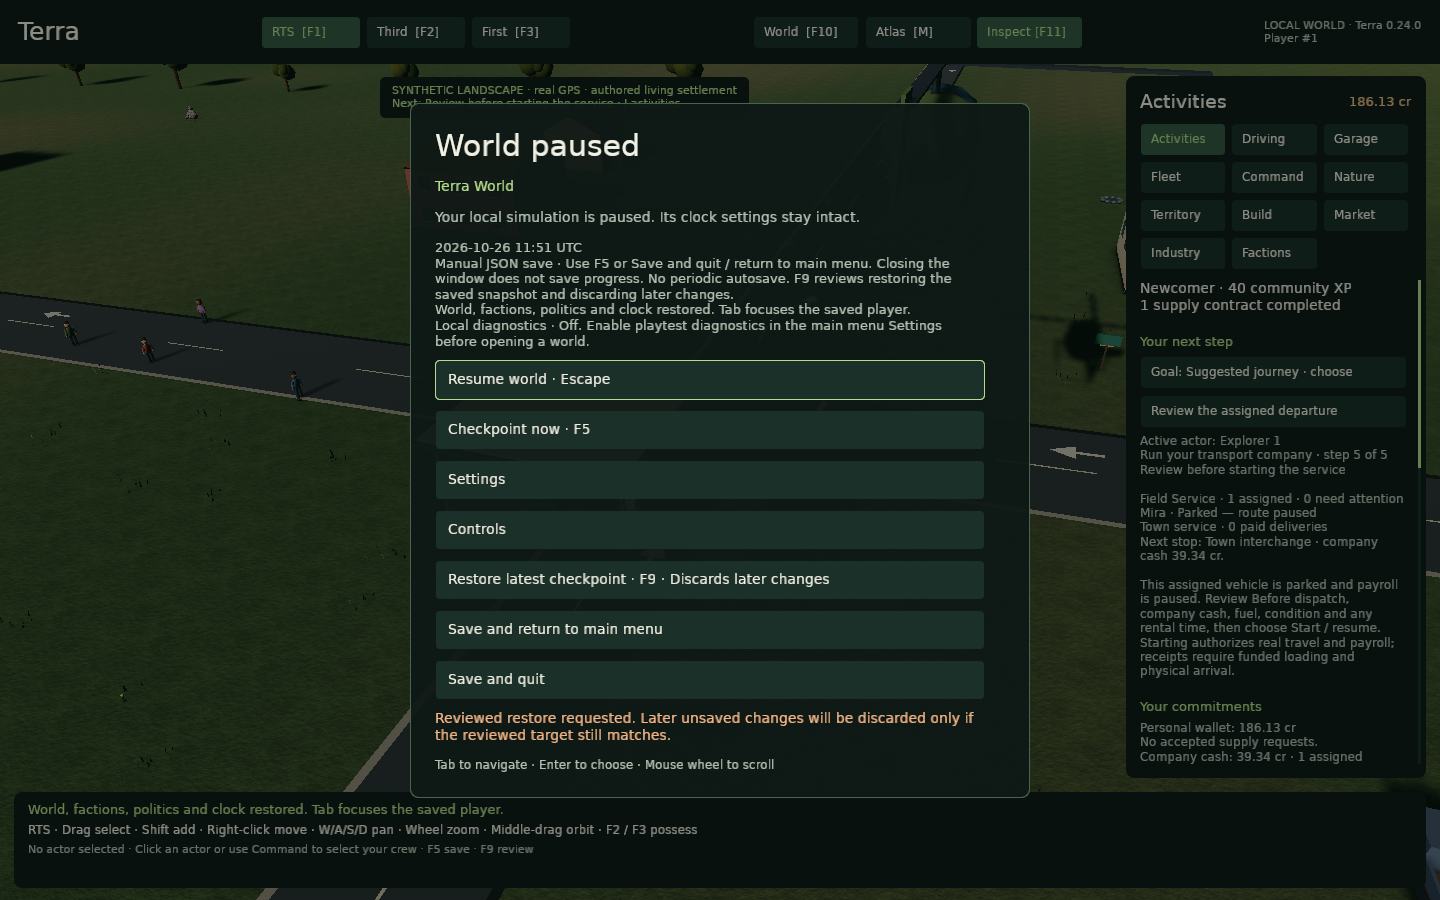 Terra
RTS [F1]
Third [F2]
First [F3]
World [F10]
Atlas [M]
Inspect [F11]
LOCAL WORLD · Terra 0.24.0
Player #1
SYNTHETIC LANDSCAPE · real GPS · authored living settlement
Next: Review before starting the service · Lactivities
World paused
Terra World
Your local simulation is paused. Its clock settings stay intact.
2026-10-26 11:51 UTC
Manual JSON save · Use F5 or Save and quit / return to main menu. Closing the
window does not save progress. No periodic autosave. F9 reviews restoring the
saved snapshot and discarding later changes.
World, factions, politics and clock restored. Tab focuses the saved player.
Local diagnostics · Off. Enable playtest diagnostics in the main menu Settings
before opening a world.
Resume world · Escape
Checkpoint now · F5
Settings
Controls
Restore latest checkpoint · F9 · Discards later changes
Save and return to main menu
Save and quit
Reviewed restore requested. Later unsaved changes will be discarded only if
the reviewed target still matches.
Tab to navigate · Enter to choose · Mouse wheel to scroll
Activities
186.13 cr
Activities
Driving
Garage
Fleet
Command
Nature
Territory
Build
Market
Industry
Factions
Newcomer · 40 community XP
1 supply contract completed
Your next step
Goal: Suggested journey · choose
Review the assigned departure
Active actor: Explorer 1
Run your transport company · step 5 of 5
Review before starting the service
Field Service · 1 assigned · 0 need attention
Mira · Parked — route paused
Town service · 0 paid deliveries
Next stop: Town interchange · company
cash 39.34 cr.
This assigned vehicle is parked and payroll
is paused. Review Before dispatch,
company cash, fuel, condition and any
rental time, then choose Start / resume.
Starting authorizes real travel and payroll;
receipts require funded loading and
physical arrival.
Your commitments
Personal wallet: 186.13 cr
No accepted supply requests.
Company cash: 39.34 cr · 1 assigned
World, factions, politics and clock restored. Tab focuses the saved player.
RTS · Drag select · Shift add · Right-click move · W/A/S/D pan · Wheel zoom · Middle-drag orbit · F2 / F3 possess
No actor selected · Click an actor or use Command to select your crew · F5 save · F9 review